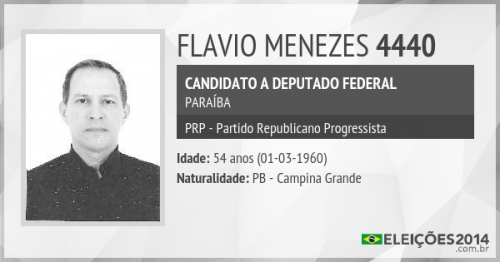 FLAVIO MENEZES 4440
CANDIDATO A DEPUTADO FEDERAL
PARAÍBA
PRP - Partido Republicano Progressista
Idade: 54 anos (01-03-1960)
Naturalidade: PB - Campina Grande
ELEIÇÕES2014
.com.br